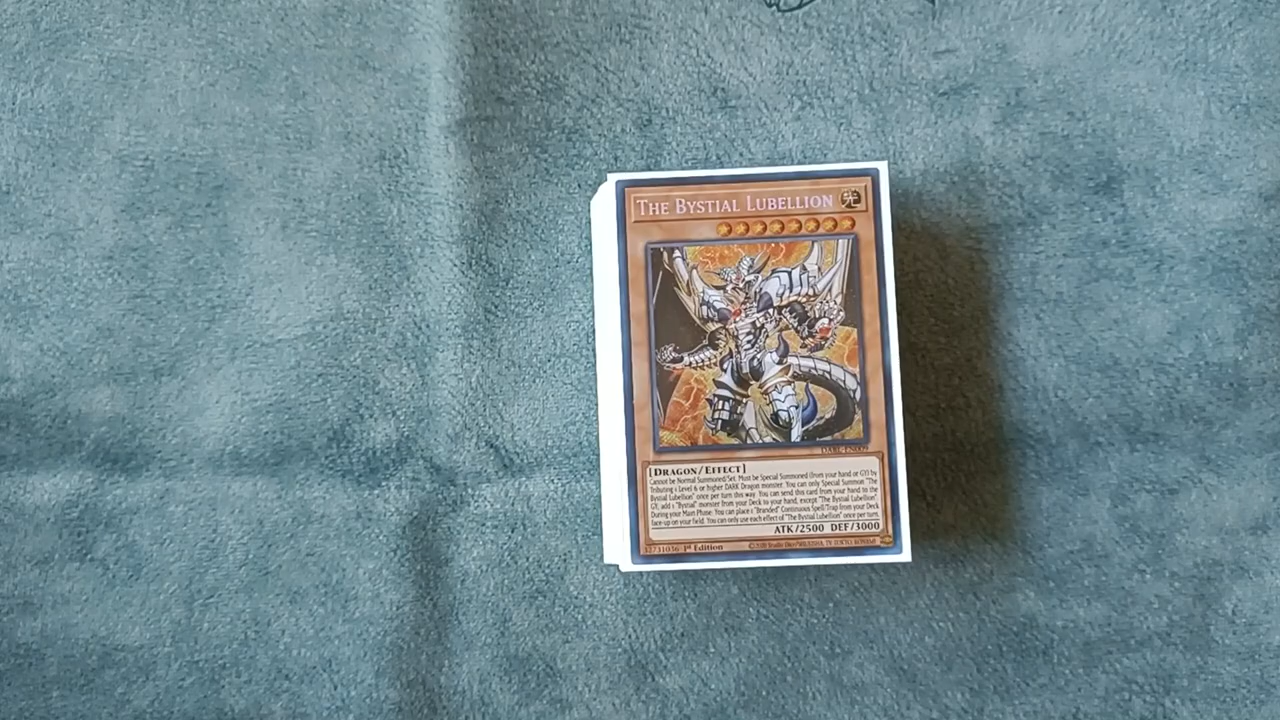 THE BYSTIAL LUBELLION 光
DABL-EN009
[DRAGON/EFFECT]
Cannot be Normal Summoned/Set. Must be Special Summoned (from your hand or GY) by
Tributing 1 Level 6 or higher DARK Dragon monster. You can only Special Summon "The
Bystial Lubellion" once per turn this way. You can send this card from your hand to the
GY; add 1 "Bystial" monster from your Deck to your hand, except "The Bystial Lubellion".
During your Main Phase: You can place 1 "Branded" Continuous Spell/Trap from your Deck
face-up on your field. You can only use each effect of "The Bystial Lubellion" once per turn.
ATK/2500 DEF/3000
32731036 1st Edition